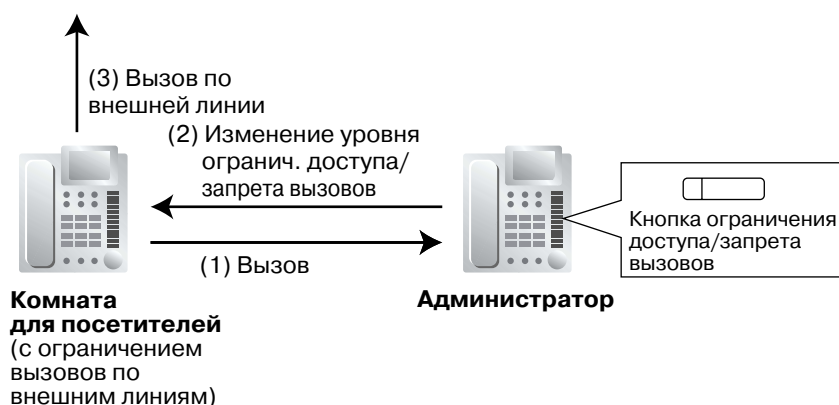 (3) Вызов по
внешней линии
(2) Изменение уровня
огранич. доступа/
запрета вызовов
(1) Вызов
Кнопка ограничения
доступа/запрета
вызовов
Комната
для посетителей
(с ограничением
вызовов по
внешним линиям)
Администратор